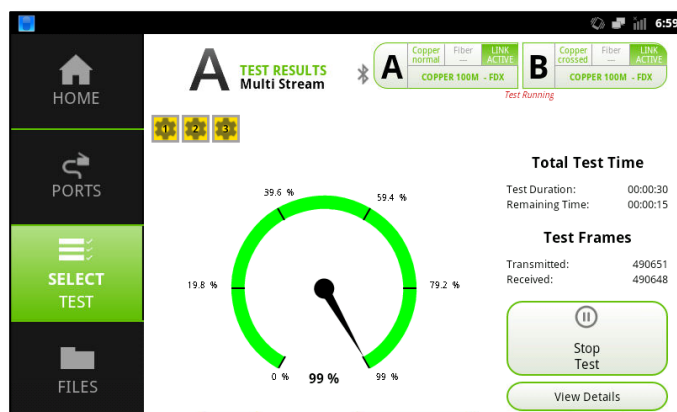 6:59
HOME
PORTS
SELECT
TEST
FILES
A
TEST RESULTS
Multi Stream
A
Copper
normal
Fiber
---
LINK
ACTIVE
COPPER 100M - FDX
B
Copper
crossed
Fiber
---
LINK
ACTIVE
COPPER 100M - FDX
Test Running
1 2 3
39.6 %
59.4 %
19.8 %
79.2 %
0 %
99 %
99 %
Total Test Time
Test Duration: 00:00:30
Remaining Time: 00:00:15
Test Frames
Transmitted: 490651
Received: 490648
Stop
Test
View Details